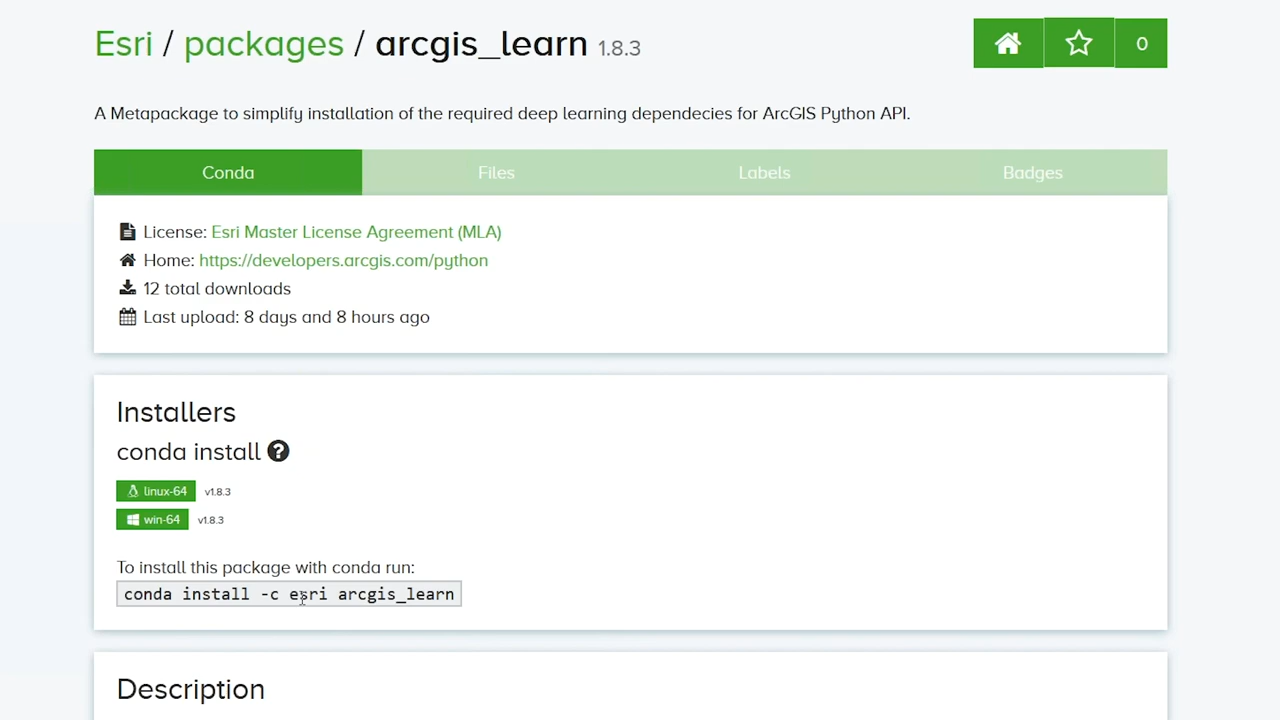 Esri / packages / arcgis_learn 1.8.3
0
A Metapackage to simplify installation of the required deep learning dependecies for ArcGIS Python API.
Conda Files Labels Badges
License: Esri Master License Agreement (MLA)
Home: https://developers.arcgis.com/python
12 total downloads
Last upload: 8 days and 8 hours ago
Installers
conda install ?
linux-64 v1.8.3
win-64 v1.8.3
To install this package with conda run:
conda install -c esri arcgis_learn
Description